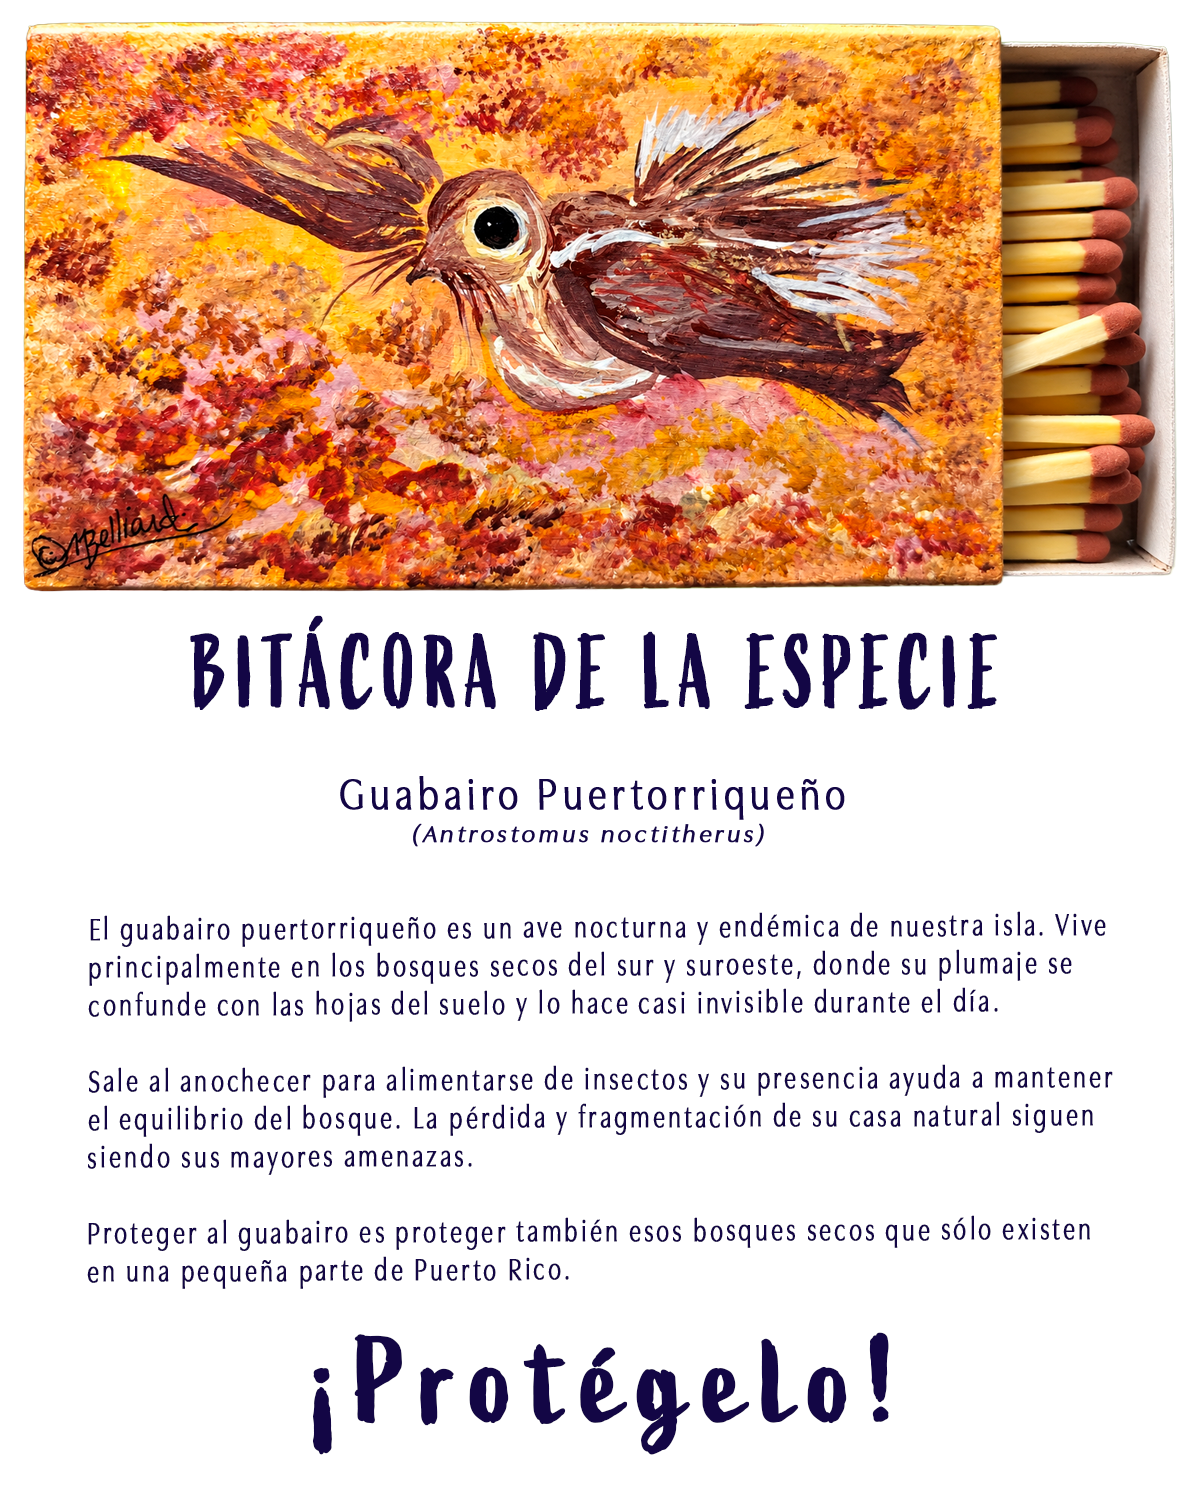 © MBelliard.
BITÁCORA DE LA ESPECIE
Guabairo Puertorriqueño
(Antrostomus noctitherus)
El guabairo puertorriqueño es un ave nocturna y endémica de nuestra isla. Vive
principalmente en los bosques secos del sur y suroeste, donde su plumaje se
confunde con las hojas del suelo y lo hace casi invisible durante el día.
Sale al anochecer para alimentarse de insectos y su presencia ayuda a mantener
el equilibrio del bosque. La pérdida y fragmentación de su casa natural siguen
siendo sus mayores amenazas.
Proteger al guabairo es proteger también esos bosques secos que sólo existen
en una pequeña parte de Puerto Rico.
¡Protégelo!